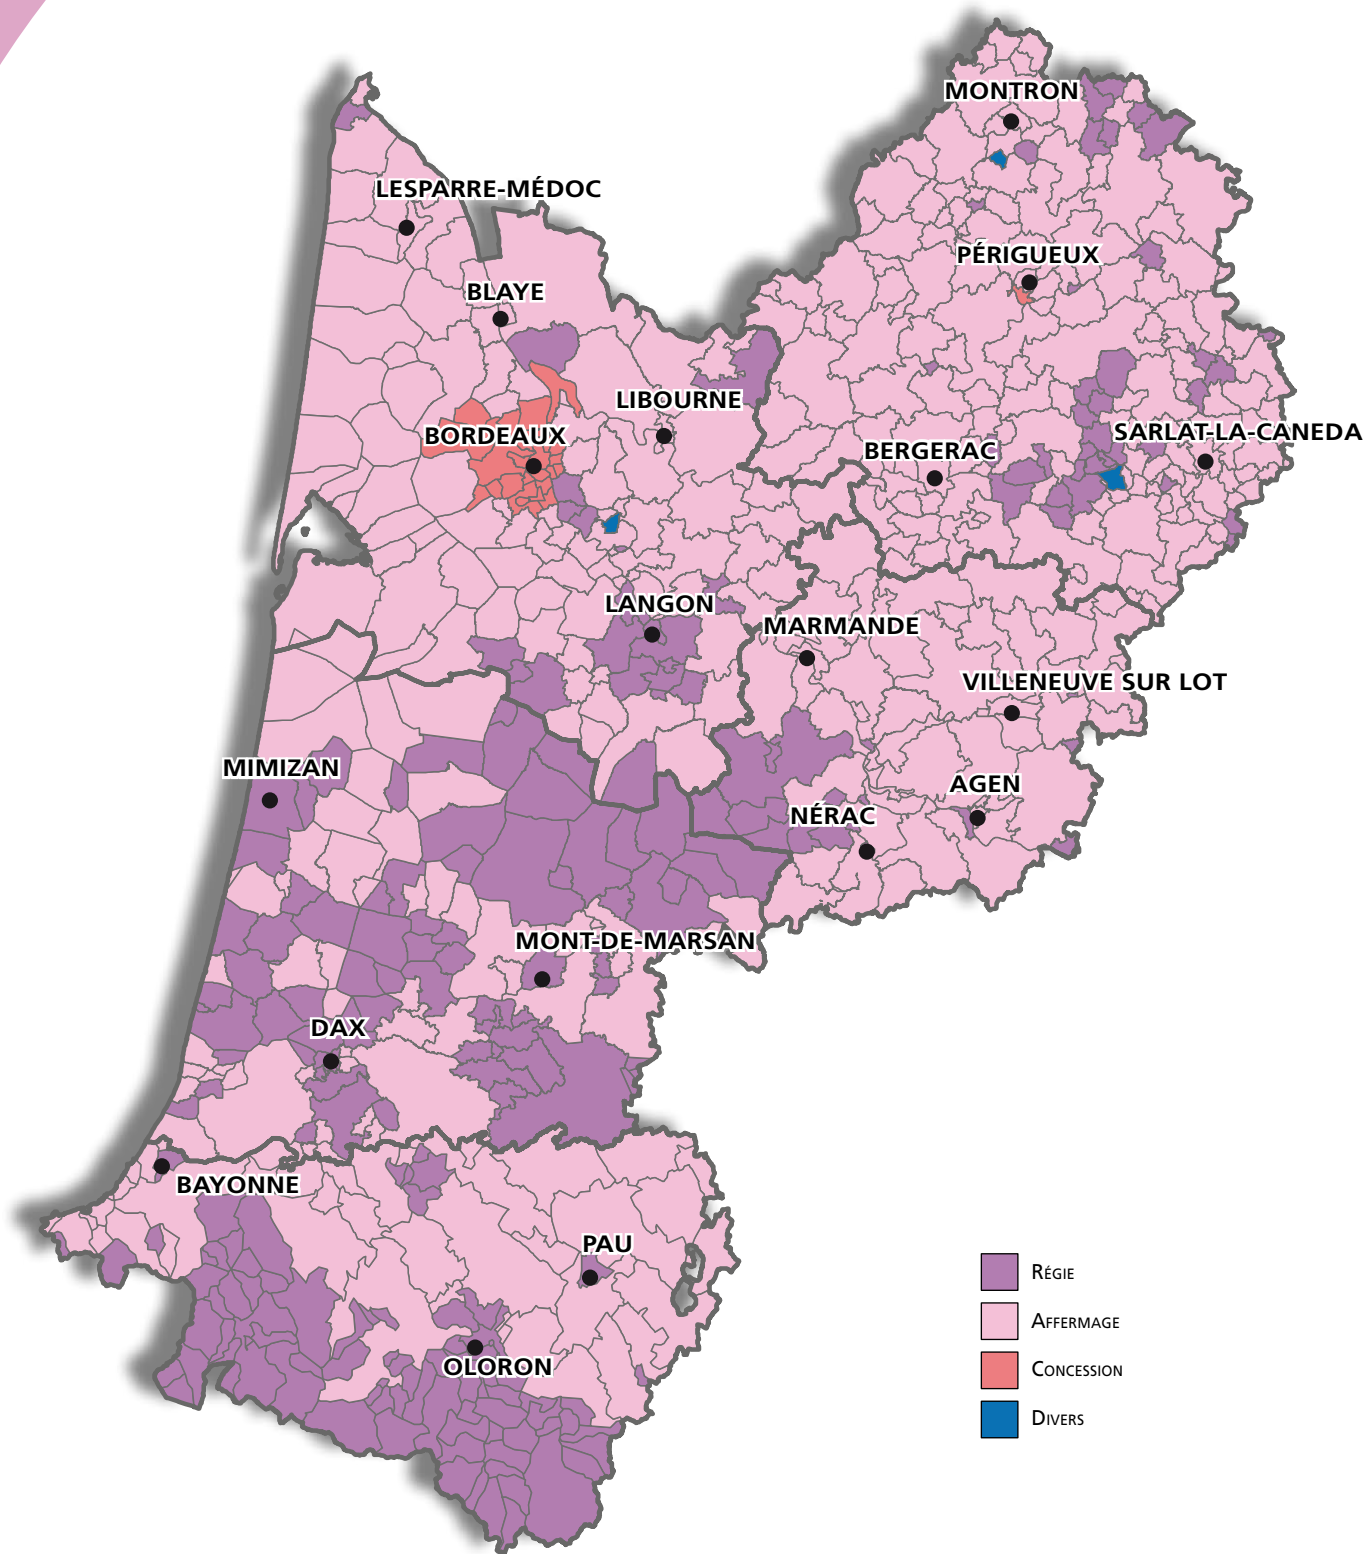 MONTRON
LESPARRE-MÉDOC
PÉRIGUEUX
BLAYE
LIBOURNE
BORDEAUX
SARLAT-LA-CANEDA
BERGERAC
LANGON
MARMANDE
VILLENEUVE SUR LOT
MIMIZAN
AGEN
NÉRAC
MONT-DE-MARSAN
DAX
BAYONNE
PAU
OLORON
RÉGIE
AFFERMAGE
CONCESSION
DIVERS